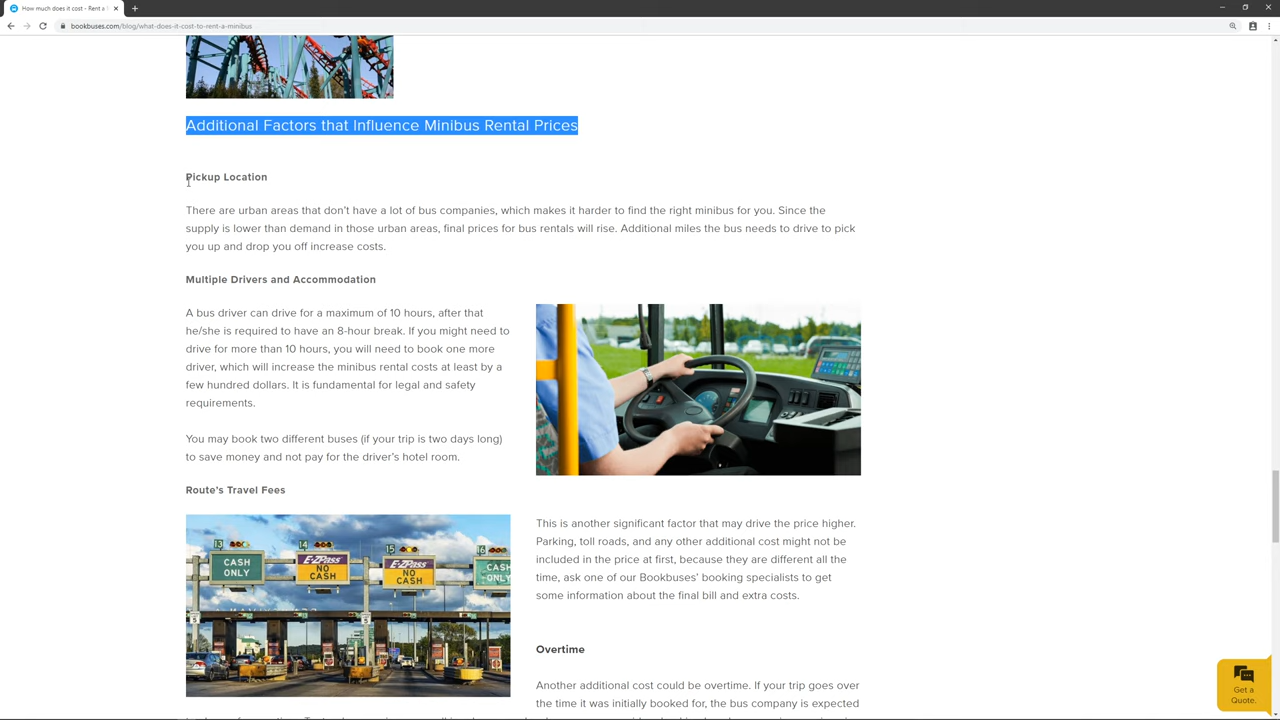 How much does it cost - Rent a
bookbuses.com/blog/what-does-it-cost-to-rent-a-minibus
Additional Factors that Influence Minibus Rental Prices
Pickup Location
There are urban areas that don't have a lot of bus companies, which makes it harder to find the right minibus for you. Since the
supply is lower than demand in those urban areas, final prices for bus rentals will rise. Additional miles the bus needs to drive to pick
you up and drop you off increase costs.
Multiple Drivers and Accommodation
A bus driver can drive for a maximum of 10 hours, after that
he/she is required to have an 8-hour break. If you might need to
drive for more than 10 hours, you will need to book one more
driver, which will increase the minibus rental costs at least by a
few hundred dollars. It is fundamental for legal and safety
requirements.
You may book two different buses (if your trip is two days long)
to save money and not pay for the driver's hotel room.
Route's Travel Fees
13 14 15 16
CASH
ONLY
E-ZPass
NO
CASH
E-ZPass
NO
CASH
CASH
ONLY
This is another significant factor that may drive the price higher.
Parking, toll roads, and any other additional cost might not be
included in the price at first, because they are different all the
time, ask one of our Bookbuses' booking specialists to get
some information about the final bill and extra costs.
Overtime
Another additional cost could be overtime. If your trip goes over
the time it was initially booked for, the bus company is expected
Get a
Quote.